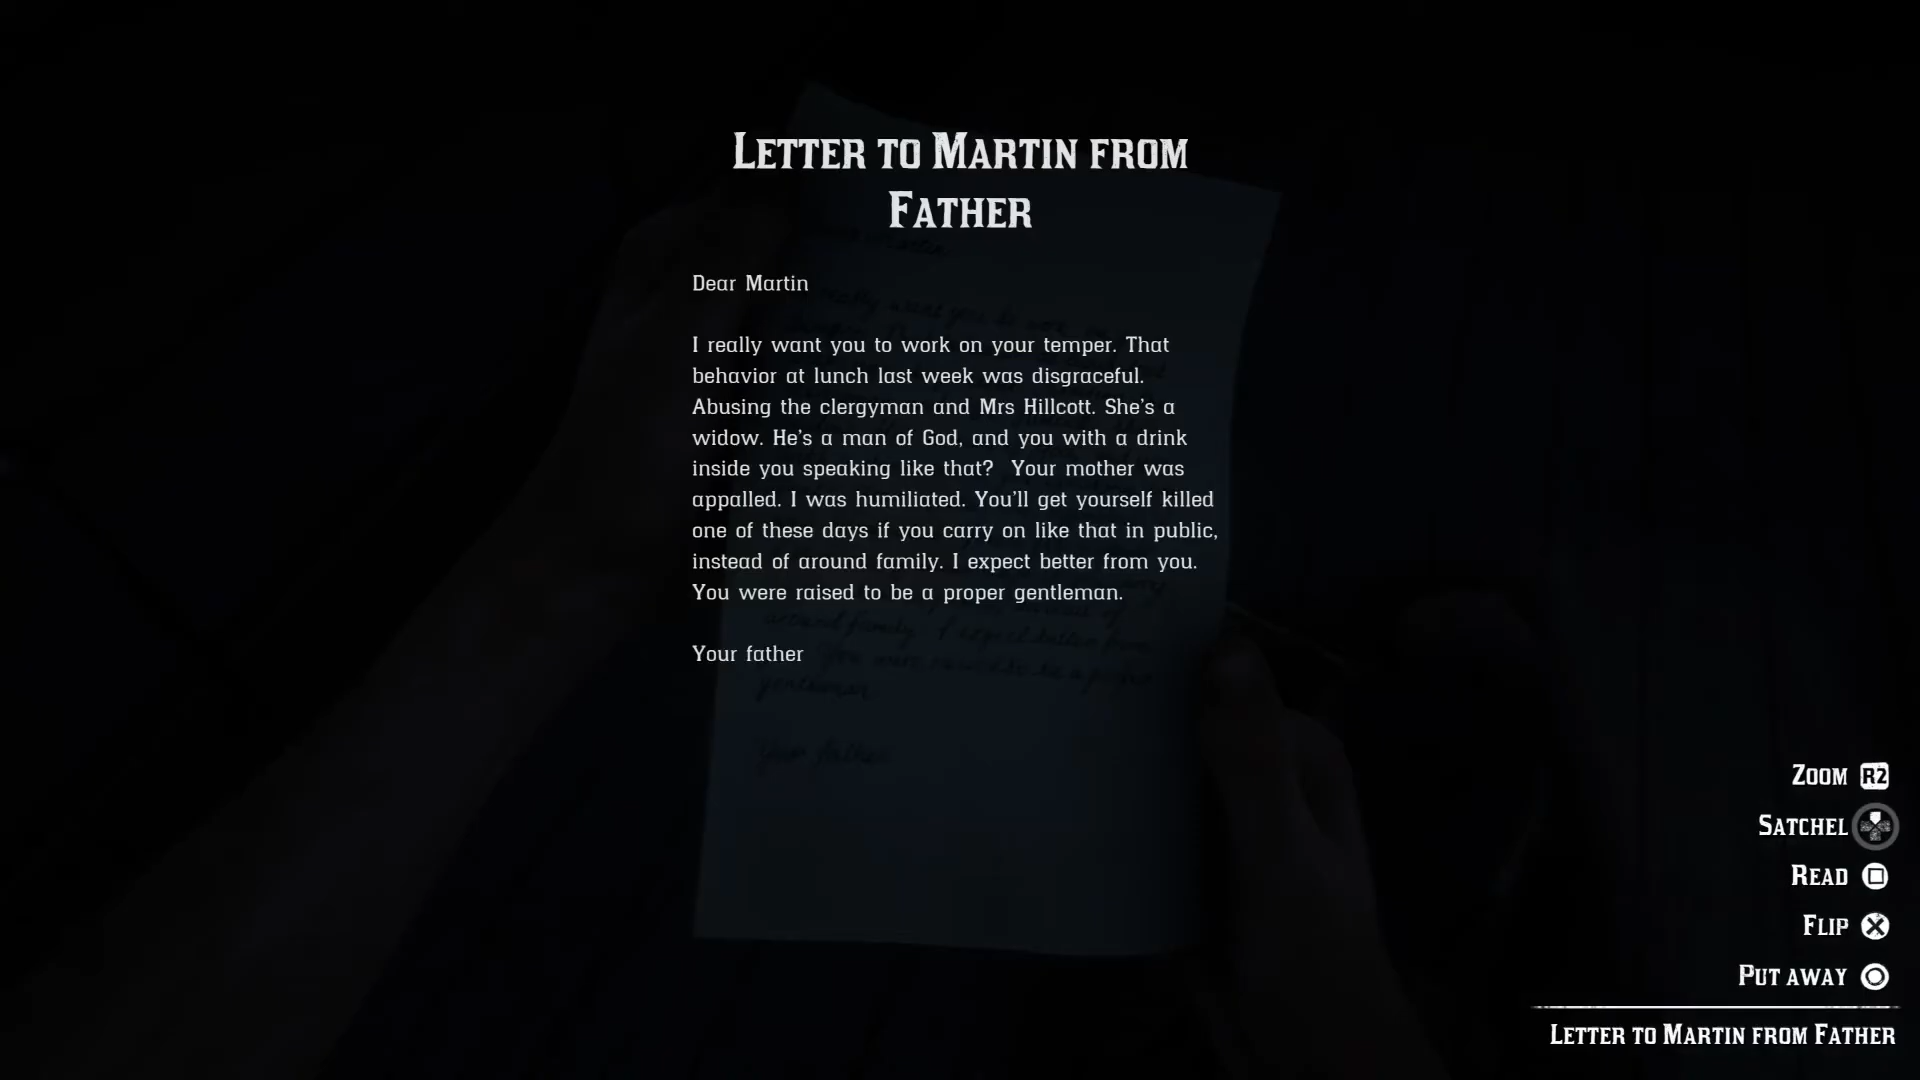 Letter to Martin from
Father
Dear Martin
I really want you to work on your temper. That
behavior at lunch last week was disgraceful.
Abusing the clergyman and Mrs Hillcott. She's a
widow. He's a man of God, and you with a drink
inside you speaking like that?  Your mother was
appalled. I was humiliated. You'll get yourself killed
one of these days if you carry on like that in public,
instead of around family. I expect better from you.
You were raised to be a proper gentleman.
Your father
Zoom R2
Satchel
Read
Flip
Put away
Letter to Martin from Father